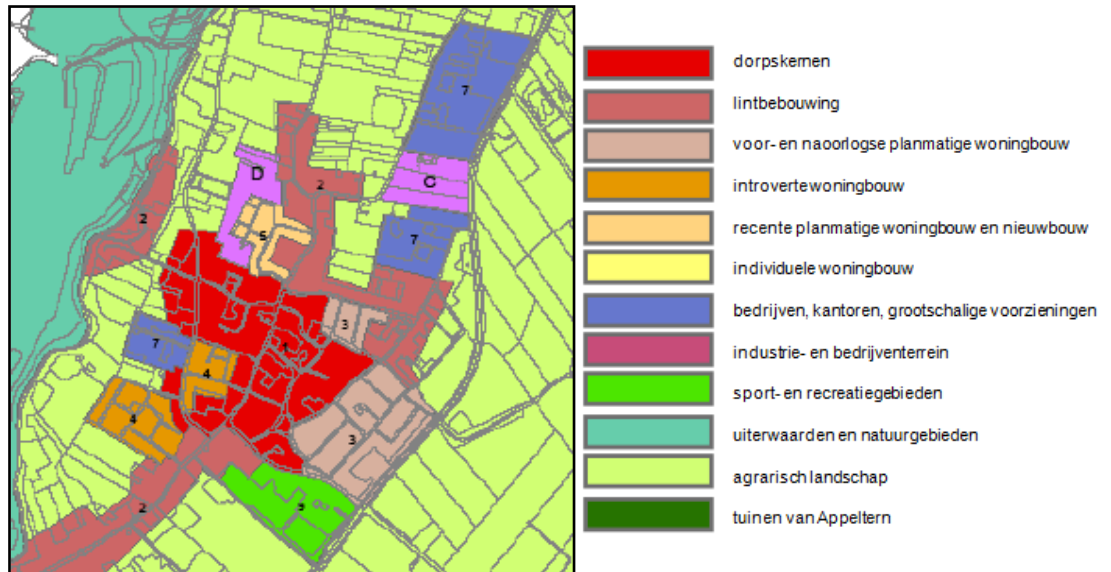 7
D
2
C
2
5
7
3
1
7
4
4
3
2
9
dorpskernen
lintbebouwing
voor- en naoorlogse planmatige woningbouw
introverte woningbouw
recente planmatige woningbouw en nieuwbouw
individuele woningbouw
bedrijven, kantoren, grootschalige voorzieningen
industrie- en bedrijventerrein
sport- en recreatiegebieden
uiterwaarden en natuurgebieden
agrarisch landschap
tuinen van Appeltern